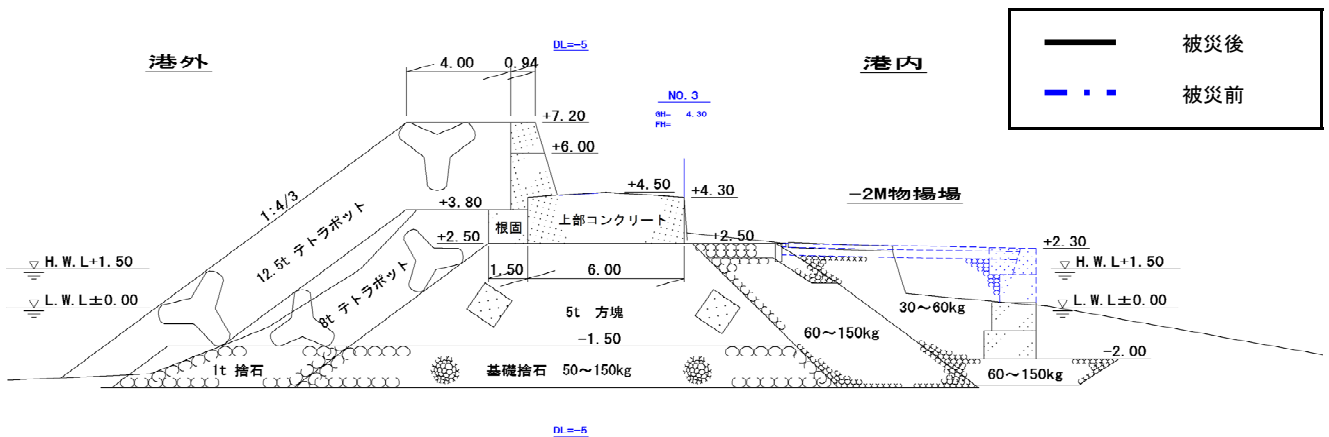 港外
DL=-5
港内
被災後
被災前
4.00
0.94
NO.3
GH= 4.30
FH=
+7.20
+6.00
+4.50
+4.30
-2M物揚場
1:4/3
+3.80
根固
上部コンクリート
12.5t テトラポット
+2.50
+2.50
+2.30
H.W.L+1.50
H.W.L+1.50
1.50
6.00
8t テトラポット
L.W.L±0.00
L.W.L±0.00
5t 方塊
30～60kg
60～150kg
-1.50
-2.00
1t 捨石
基礎捨石 50～150kg
60～150kg
DL=-5